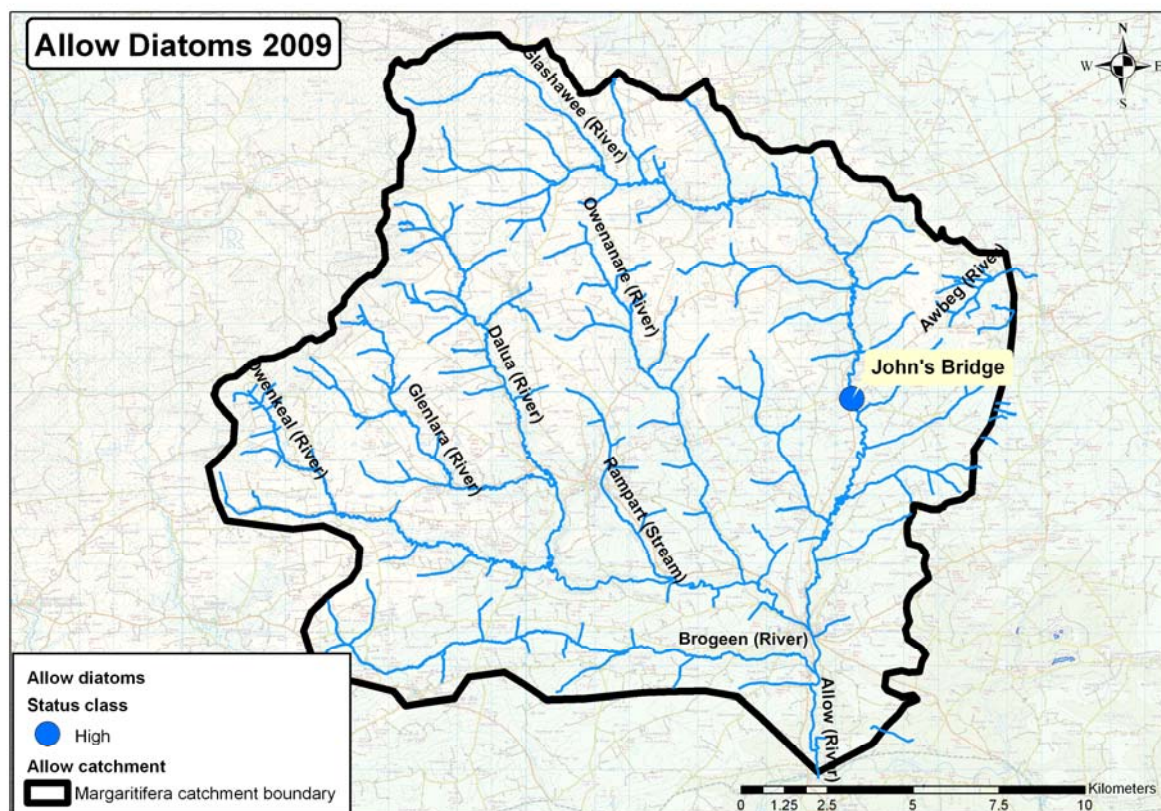 Allow Diatoms 2009
N
W E
S
Glashawee (River)
Owenanare (River)
Awbeg (River)
John's Bridge
Dalua (River)
Owenkeal (River)
Glenlara (River)
Rampart (Stream)
Brogeen (River)
Allow (River)
Allow diatoms
Status class
High
Allow catchment
Margaritifera catchment boundary
Kilometers
0 1.25 2.5 5 7.5 10